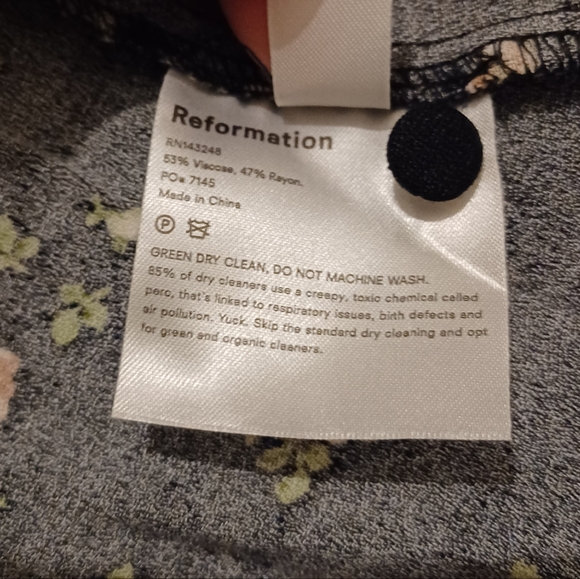 Reformation
RN143248
53% Viscose, 47% Rayon.
PO# 7145
Made in China
P
GREEN DRY CLEAN, DO NOT MACHINE WASH.
85% of dry cleaners use a creepy, toxic chemical called
perc, that's linked to respiratory issues, birth defects and
air pollution. Yuck. Skip the standard dry cleaning and opt
for green and organic cleaners.